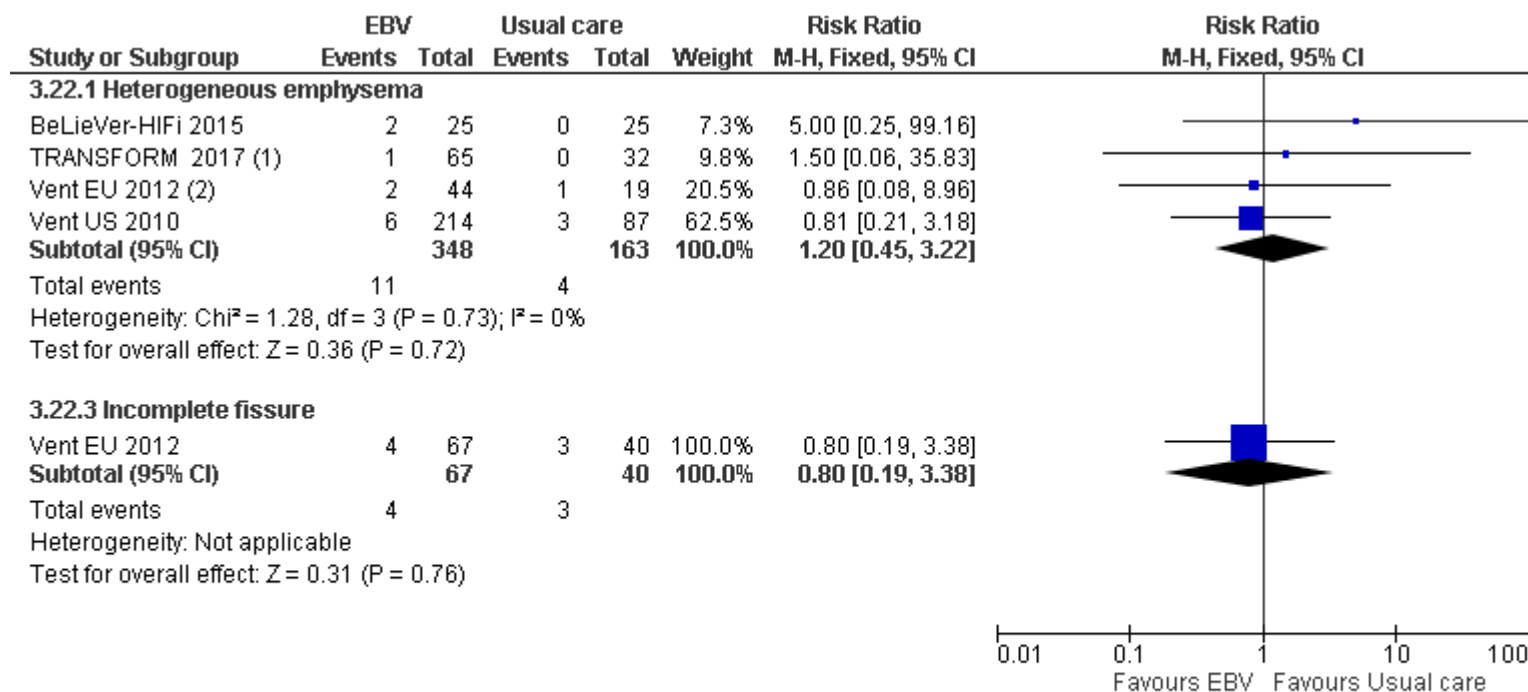 EBV Usual care Risk Ratio Risk Ratio
Study or Subgroup Events Total Events Total Weight M-H, Fixed, 95% CI M-H, Fixed, 95% CI
3.22.1 Heterogeneous emphysema
BeLieVer-HIFi 2015 2 25 0 25 7.3% 5.00 [0.25, 99.16]
TRANSFORM 2017 (1) 1 65 0 32 9.8% 1.50 [0.06, 35.83]
Vent EU 2012 (2) 2 44 1 19 20.5% 0.86 [0.08, 8.96]
Vent US 2010 6 214 3 87 62.5% 0.81 [0.21, 3.18]
Subtotal (95% CI) 348 163 100.0% 1.20 [0.45, 3.22]
Total events 11 4
Heterogeneity: Chi² = 1.28, df = 3 (P = 0.73); I² = 0%
Test for overall effect: Z = 0.36 (P = 0.72)
3.22.3 Incomplete fissure
Vent EU 2012 4 67 3 40 100.0% 0.80 [0.19, 3.38]
Subtotal (95% CI) 67 40 100.0% 0.80 [0.19, 3.38]
Total events 4 3
Heterogeneity: Not applicable
Test for overall effect: Z = 0.31 (P = 0.76)
0.01 0.1 1 10 100
Favours EBV Favours Usual care